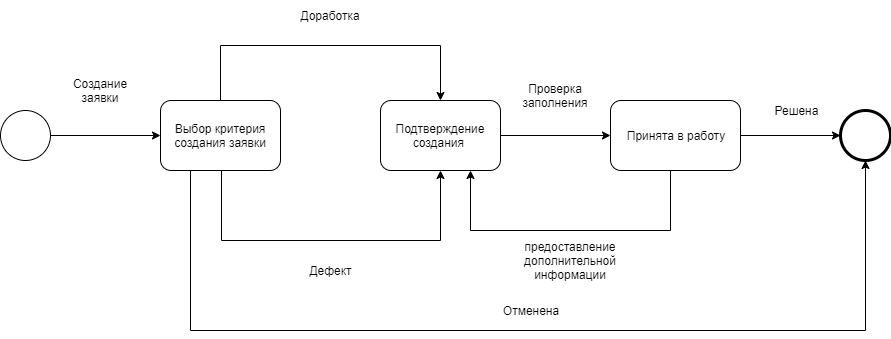 Доработка
Создание
заявки
Проверка
заполнения
Решена
Выбор критерия
создания заявки
Подтверждение
создания
Принята в работу
предоставление
дополнительной
информации
Дефект
Отменена